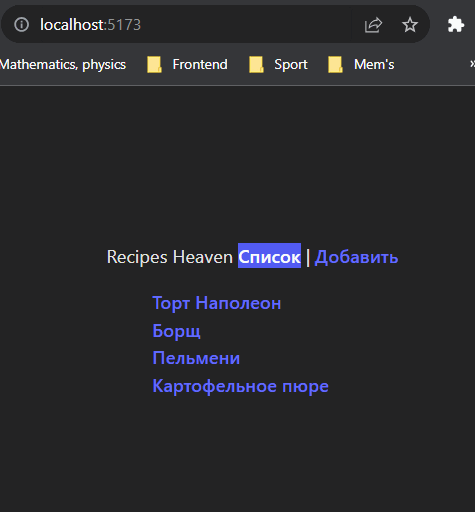 localhost:5173
Mathematics, physics Frontend Sport Mem's »
Recipes Heaven Список | Добавить
Торт Наполеон
Борщ
Пельмени
Картофельное пюре